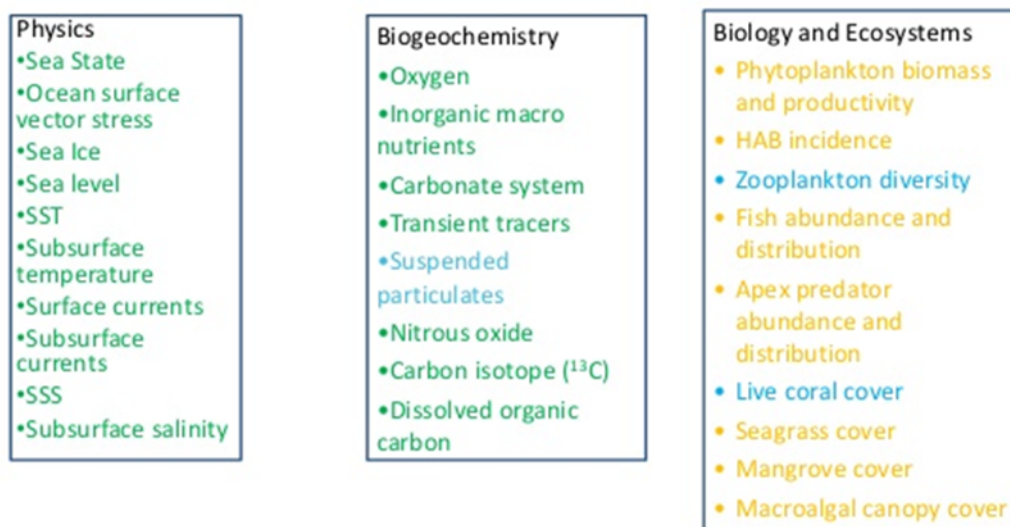 Physics
•Sea State
•Ocean surface
vector stress
•Sea Ice
•Sea level
•SST
•Subsurface
temperature
•Surface currents
•Subsurface
currents
•SSS
•Subsurface salinity
Biogeochemistry
•Oxygen
•Inorganic macro
nutrients
•Carbonate system
•Transient tracers
•Suspended
particulates
•Nitrous oxide
•Carbon isotope (¹³C)
•Dissolved organic
carbon
Biology and Ecosystems
• Phytoplankton biomass
and productivity
• HAB incidence
• Zooplankton diversity
• Fish abundance and
distribution
• Apex predator
abundance and
distribution
• Live coral cover
• Seagrass cover
• Mangrove cover
• Macroalgal canopy cover